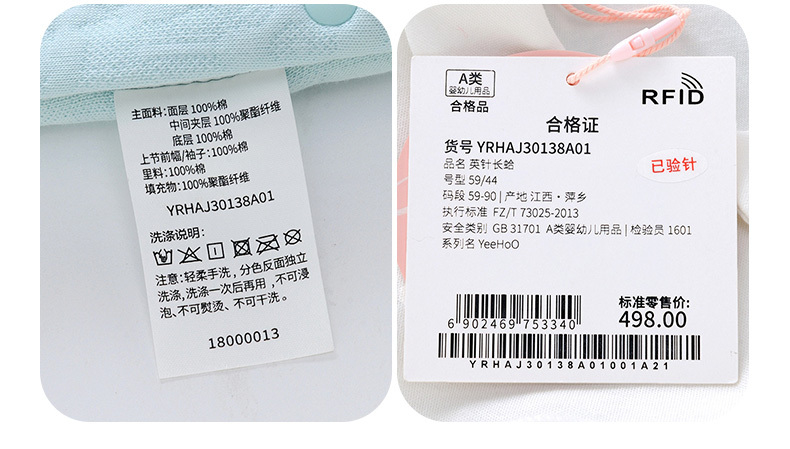 主面料: 面层 100%棉
中间夹层 100%聚酯纤维
底层 100%棉
上节前幅/袖子: 100%棉
里料: 100%棉
填充物: 100%聚酯纤维
YRHAJ30138A01
洗涤说明:
注意: 轻柔手洗, 分色反面独立
洗涤, 洗涤一次后再用, 不可浸
泡、不可熨烫、不可干洗。
18000013
A类
婴幼儿用品
合格品
RFID
合格证
货号 YRHAJ30138A01
品名 英针长蛤
号型 59/44
码段 59-90 | 产地 江西·萍乡
执行标准 FZ/T 73025-2013
安全类别 GB 31701 A类婴幼儿用品 | 检验员 1601
系列名 YeeHoO
已验针
标准零售价:
498.00
6 902469 753340
YRHAJ30138A01001A21